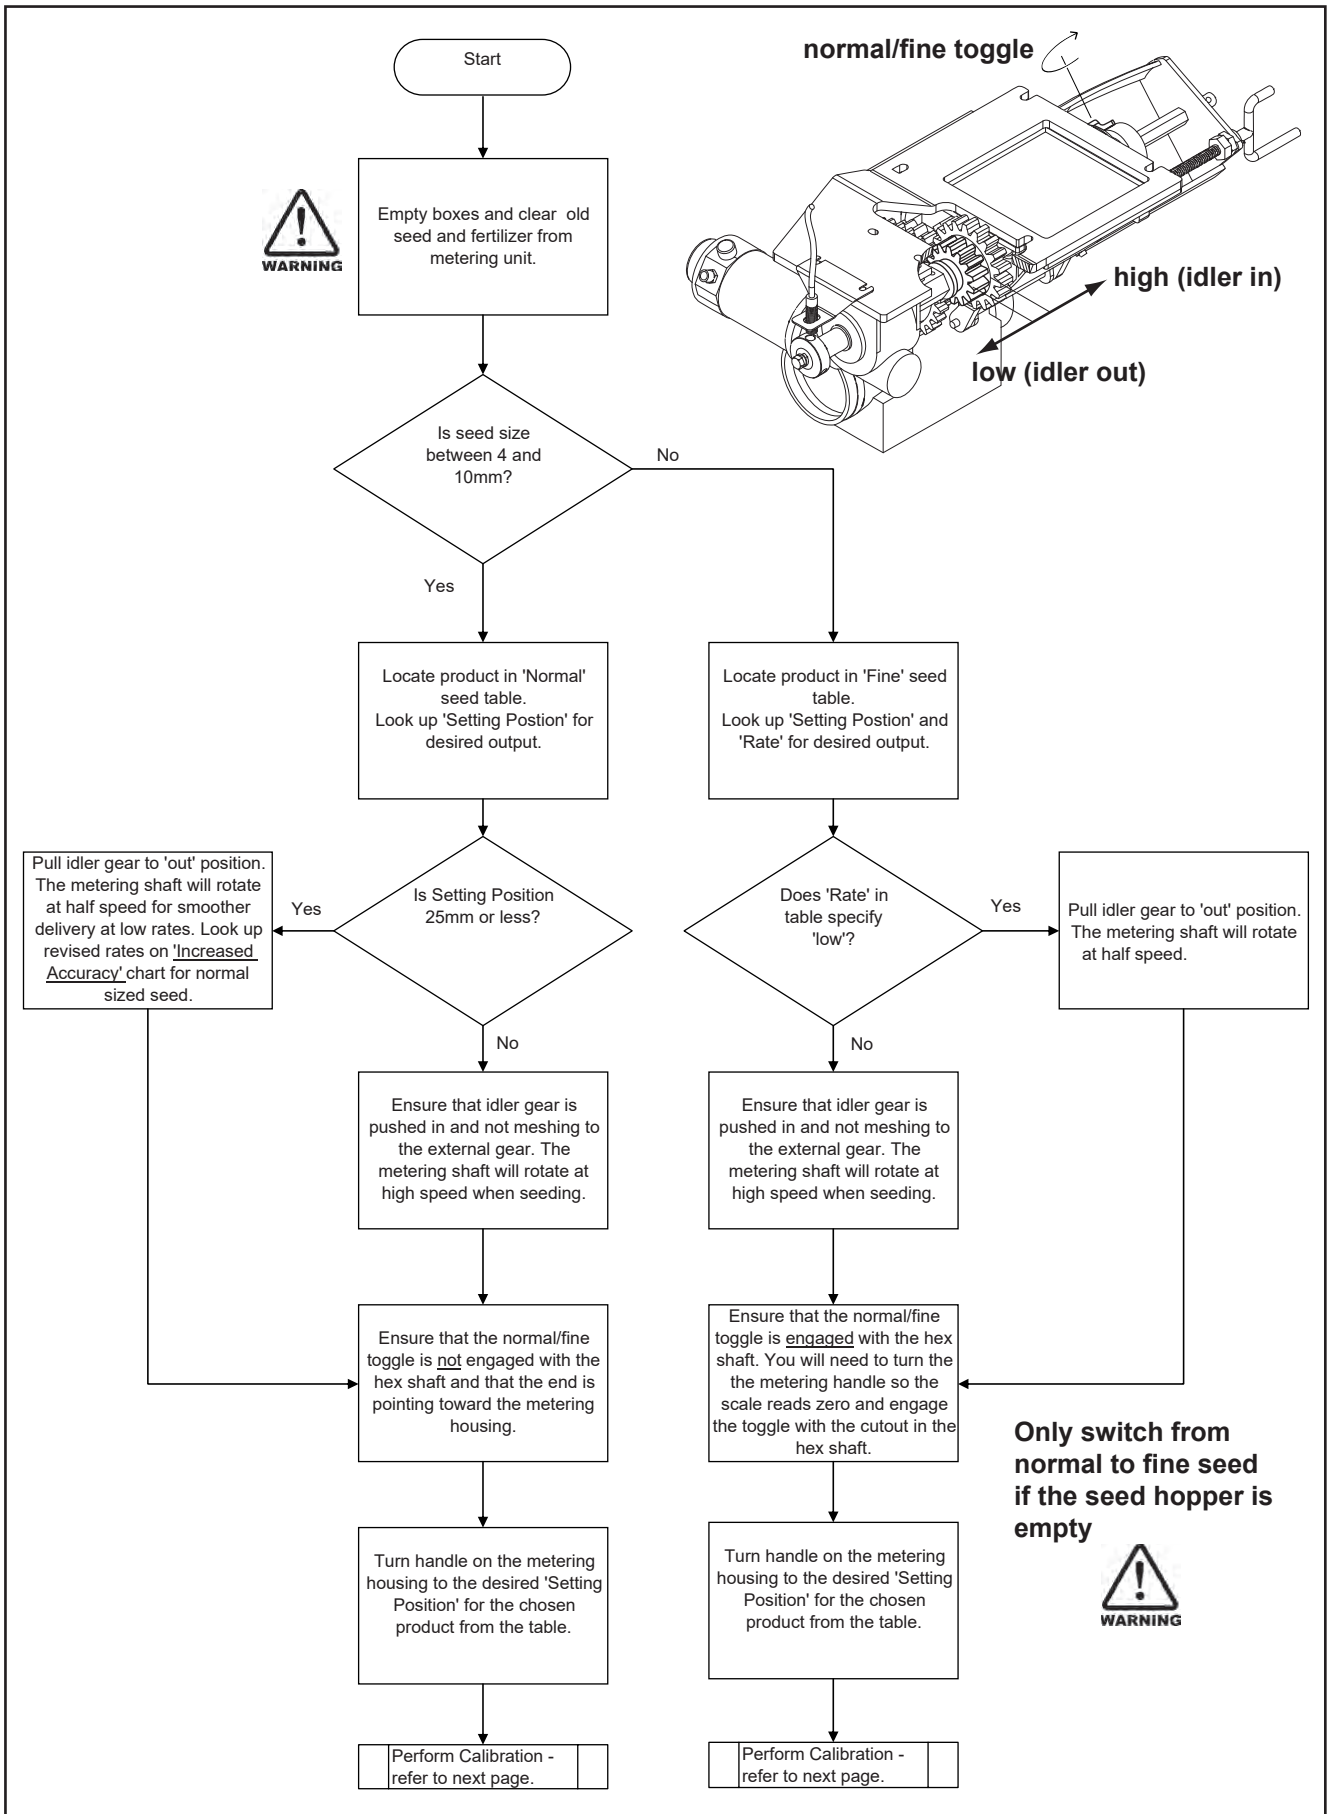 Start
normal/fine toggle
high (idler in)
low (idler out)
WARNING
Empty boxes and clear old
seed and fertilizer from
metering unit.
Is seed size
between 4 and
10mm?
No
Yes
Locate product in 'Normal'
seed table.
Look up 'Setting Postion' for
desired output.
Locate product in 'Fine' seed
table.
Look up 'Setting Postion' and
'Rate' for desired output.
Pull idler gear to 'out' position.
The metering shaft will rotate
at half speed for smoother
delivery at low rates. Look up
revised rates on 'Increased
Accuracy' chart for normal
sized seed.
Yes
Is Setting Position
25mm or less?
Does 'Rate' in
table specify
'low'?
Yes
Pull idler gear to 'out' position.
The metering shaft will rotate
at half speed.
No
No
Ensure that idler gear is
pushed in and not meshing to
the external gear. The
metering shaft will rotate at
high speed when seeding.
Ensure that idler gear is
pushed in and not meshing to
the external gear. The
metering shaft will rotate at
high speed when seeding.
Ensure that the normal/fine
toggle is not engaged with the
hex shaft and that the end is
pointing toward the metering
housing.
Ensure that the normal/fine
toggle is engaged with the hex
shaft. You will need to turn the
the metering handle so the
scale reads zero and engage
the toggle with the cutout in the
hex shaft.
Only switch from
normal to fine seed
if the seed hopper is
empty
WARNING
Turn handle on the metering
housing to the desired 'Setting
Position' for the chosen
product from the table.
Turn handle on the metering
housing to the desired 'Setting
Position' for the chosen
product from the table.
Perform Calibration -
refer to next page.
Perform Calibration -
refer to next page.